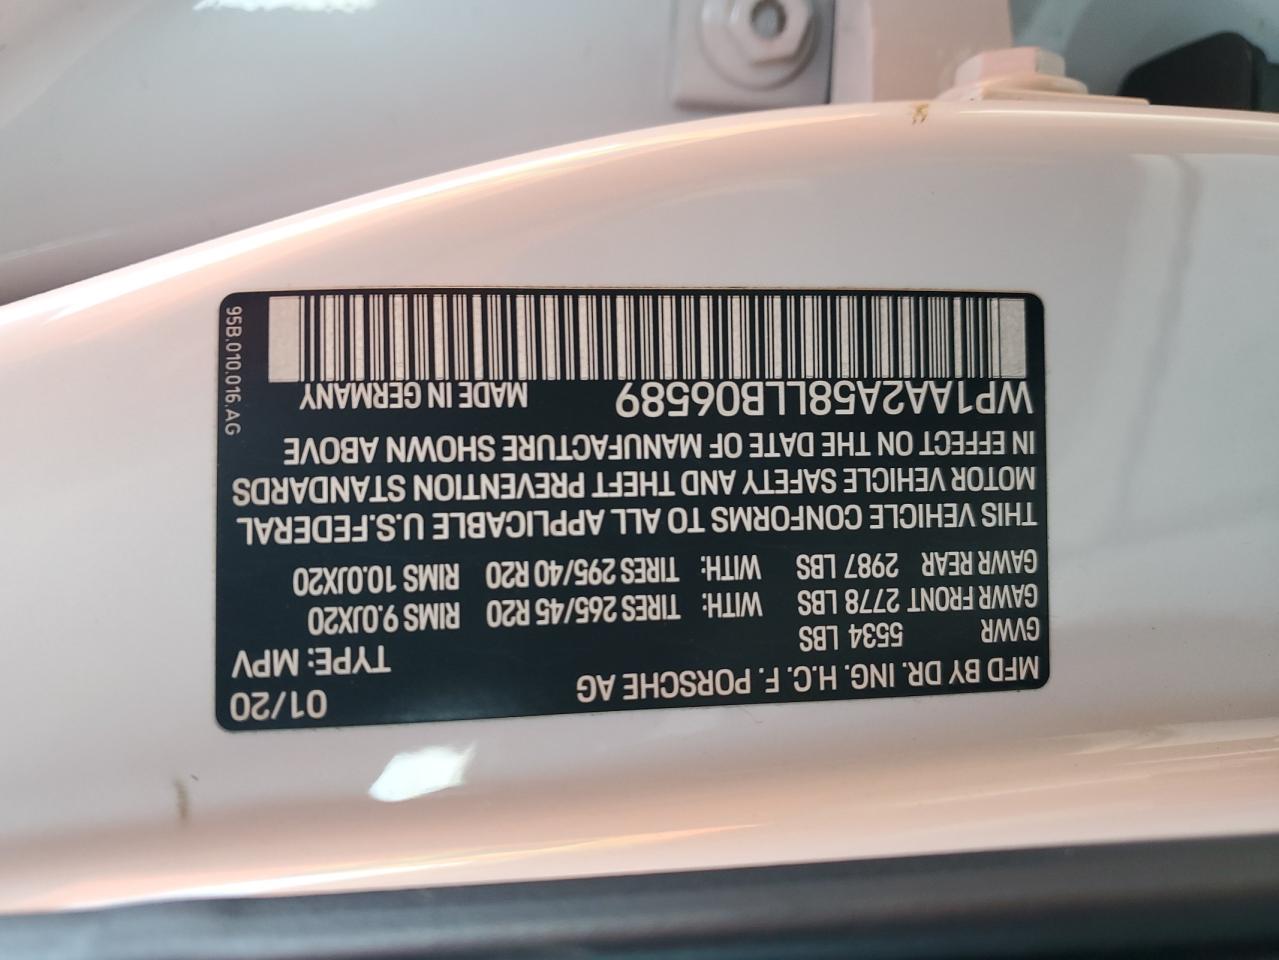 MFD BY DR. ING. H.C. F. PORSCHE AG 01/20
GVWR 5534 LBS TYPE: MPV
GAWR FRONT 2778 LBS WITH: TIRES 265/45 R20 RIMS 9.0JX20
GAWR REAR 2987 LBS WITH: TIRES 295/40 R20 RIMS 10.0JX20
THIS VEHICLE CONFORMS TO ALL APPLICABLE U.S.FEDERAL
MOTOR VEHICLE SAFETY AND THEFT PREVENTION STANDARDS
IN EFFECT ON THE DATE OF MANUFACTURE SHOWN ABOVE
WP1AA2A58LLB06589 MADE IN GERMANY
95B.010.016.AG